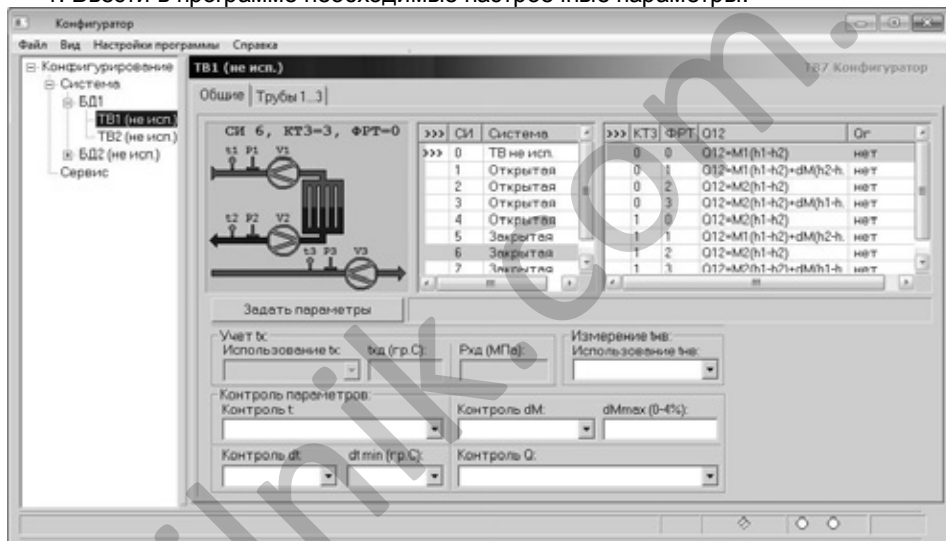 1. Ввести в программе необходимые настроечные параметры.
Конфигуратор
Файл Вид Настройки программы Справка
Конфигурирование
Система
БД1
ТВ1 (не исп.)
ТВ2 (не исп.)
БД2 (не исп.)
Сервис
ТВ1 (не исп.)
ТВ7 Конфигуратор
Общие Трубы 1...3
СИ 6, КТ3=3, ФРТ=0
t1 P1 V1
t2 P2 V2
t3 P3 V3
>>> СИ Система
>>> 0 ТВ не исп.
1 Открытая
2 Открытая
3 Открытая
4 Открытая
5 Закрытая
6 Закрытая
7 Закрытая
>>> КТ3 ФРТ Q12 Qг
0 0 Q12=M1(h1-h2) нет
0 1 Q12=M1(h1-h2)+dM(h2-h. нет
0 2 Q12=M2(h1-h2) нет
0 3 Q12=M2(h1-h2)+dM(h1-h. нет
1 0 Q12=M1(h1-h2) нет
1 1 Q12=M1(h1-h2)+dM(h2-h. нет
1 2 Q12=M2(h1-h2) нет
1 3 Q12=M2(h1-h2)+dM(h1-h. нет
Задать параметры
Учет tх:
Использование tх: tхд (гр.С): Рхд (МПа):
Измерение tнв:
Использование tнв:
Контроль параметров:
Контроль t: Контроль dM: dMmax (0-4%):
Контроль dt: dt min (гр.С): Контроль Q:
nik.com.